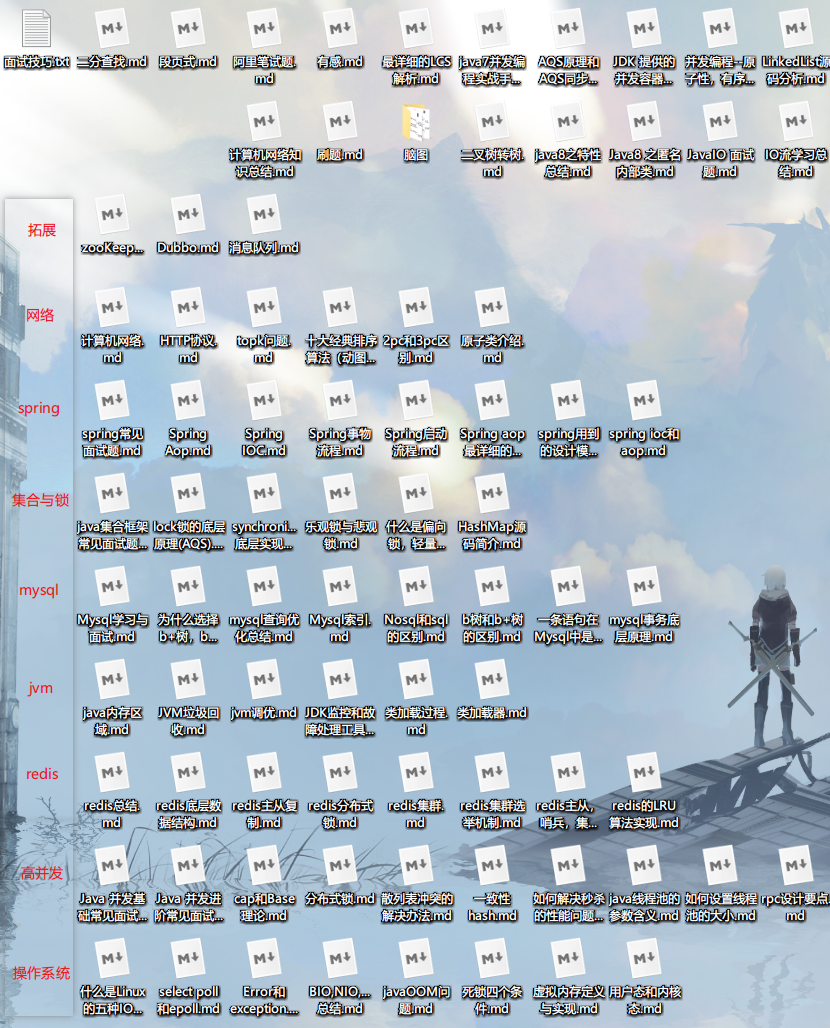 面试技巧.txt 二分查找.md 段页式.md 阿里笔试题.md 有感.md 最详细的LGS解析.md java7并发编程实战手... AQS原理和AQS同步... JDK 提供的并发容器... 并发编程--原子性，有序... LinkedList源码分析.md
计算机网络知识总结.md 刷题.md 脑图 二叉树转树.md java8之特性总结.md Java8 之匿名内部类.md JavaIO 面试题.md IO流学习总结.md
拓展
zooKeep... Dubbo.md 消息队列.md
网络
计算机网络.md HTTP协议.md topk问题.md 十大经典排序算法（动图... 2pc和3pc区别.md 原子类介绍.md
spring
spring常见面试题.md Spring Aop.md Spring IOC.md Spring事物流程.md Spring启动流程.md Spring aop最详细的... spring用到的设计模... spring ioc和aop.md
集合与锁
java集合框架常见面试题... lock锁的底层原理(AQS).... synchroni...底层实现... 乐观锁与悲观锁.md 什么是偏向锁，轻量... HashMap源码简介.md
mysql
Mysql学习与面试.md 为什么选择b+树，b... mysql查询优化总结.md Mysql索引.md Nosql和sql的区别.md b树和b+树的区别.md 一条语句在Mysql中是... mysql事务底层原理.md
jvm
java内存区域.md JVM垃圾回收.md jvm调优.md JDK监控和故障处理工具... 类加载过程.md 类加载器.md
redis
redis总结.md redis底层数据结构.md redis主从复制.md redis分布式锁.md redis集群.md redis集群选举机制.md redis主从，哨兵，集... redis的LRU算法实现.md
高并发
Java 并发基础常见面试... Java 并发进阶常见面试... cap和Base理论.md 分布式锁.md 散列表冲突的解决办法.md 一致性hash.md 如何解决秒杀的性能问题... java线程池的参数含义.md 如何设置线程池的大小.md rpc设计要点.md
操作系统
什么是Linux的五种IO... select poll和epoll.md Error和exception.... BIO,NIO,...总结.md javaOOM问题.md 死锁四个条件.md 虚拟内存定义与实现.md 用户态和内核态.md